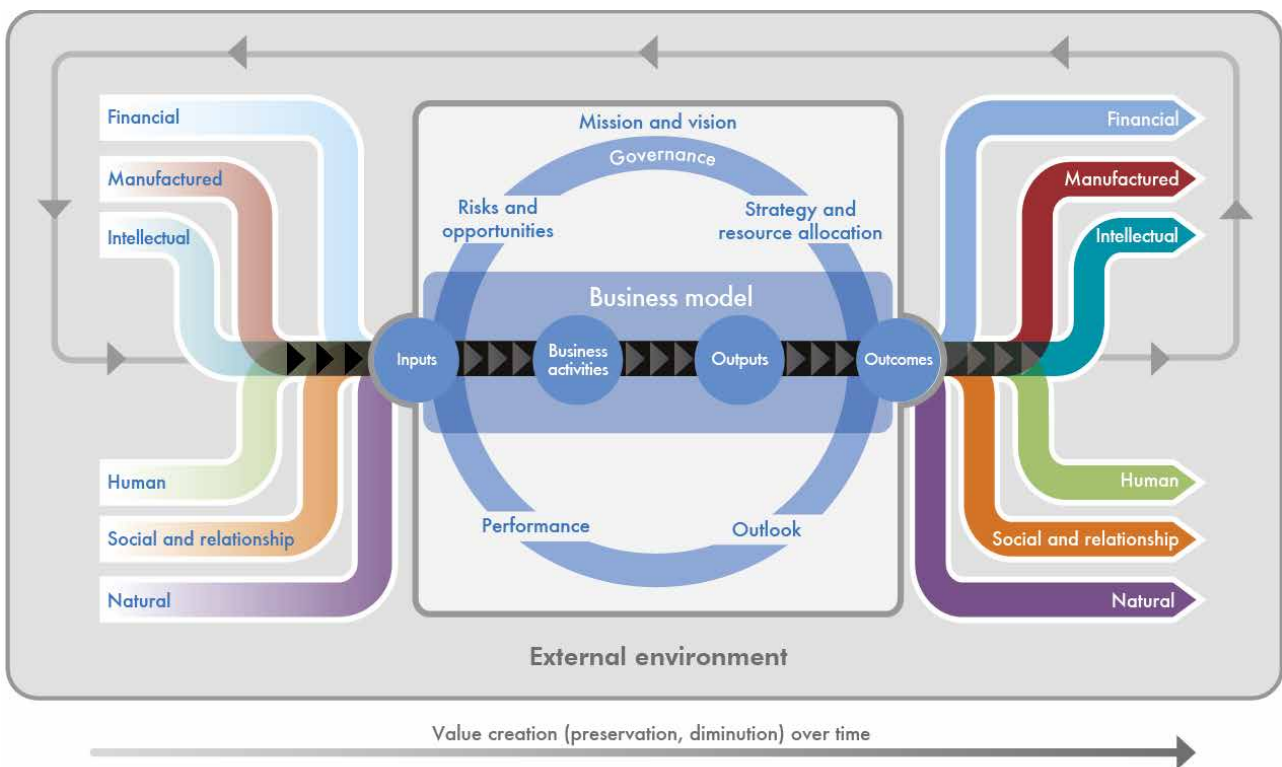 Financial
Manufactured
Intellectual
Human
Social and relationship
Natural
Mission and vision
Governance
Risks and
opportunities
Strategy and
resource allocation
Business model
Inputs
Business
activities
Outputs
Outcomes
Performance
Outlook
Financial
Manufactured
Intellectual
Human
Social and relationship
Natural
External environment
Value creation (preservation, diminution) over time